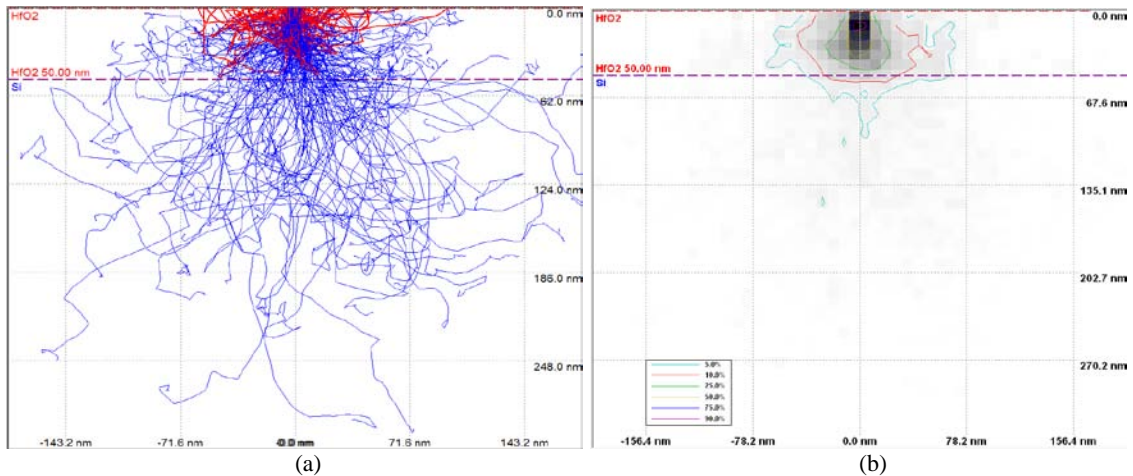 HfO2
0.0 nm
HfO2 50.00 nm
Si
62.0 nm
124.0 nm
186.0 nm
248.0 nm
-143.2 nm -71.6 nm 0.0 nm 71.6 nm 143.2 nm
(a)
HfO2
0.0 nm
HfO2 50.00 nm
Si
67.6 nm
135.1 nm
202.7 nm
270.2 nm
5.0%
10.0%
25.0%
50.0%
75.0%
90.0%
-156.4 nm -78.2 nm 0.0 nm 78.2 nm 156.4 nm
(b)